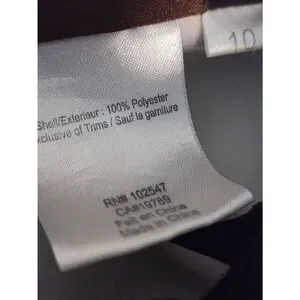 10
Shell/Exterieur : 100% Polyester
Exclusive of Trims / Sauf la garniture
RN# 102547
CA#19789
Fait en Chine
Made in China